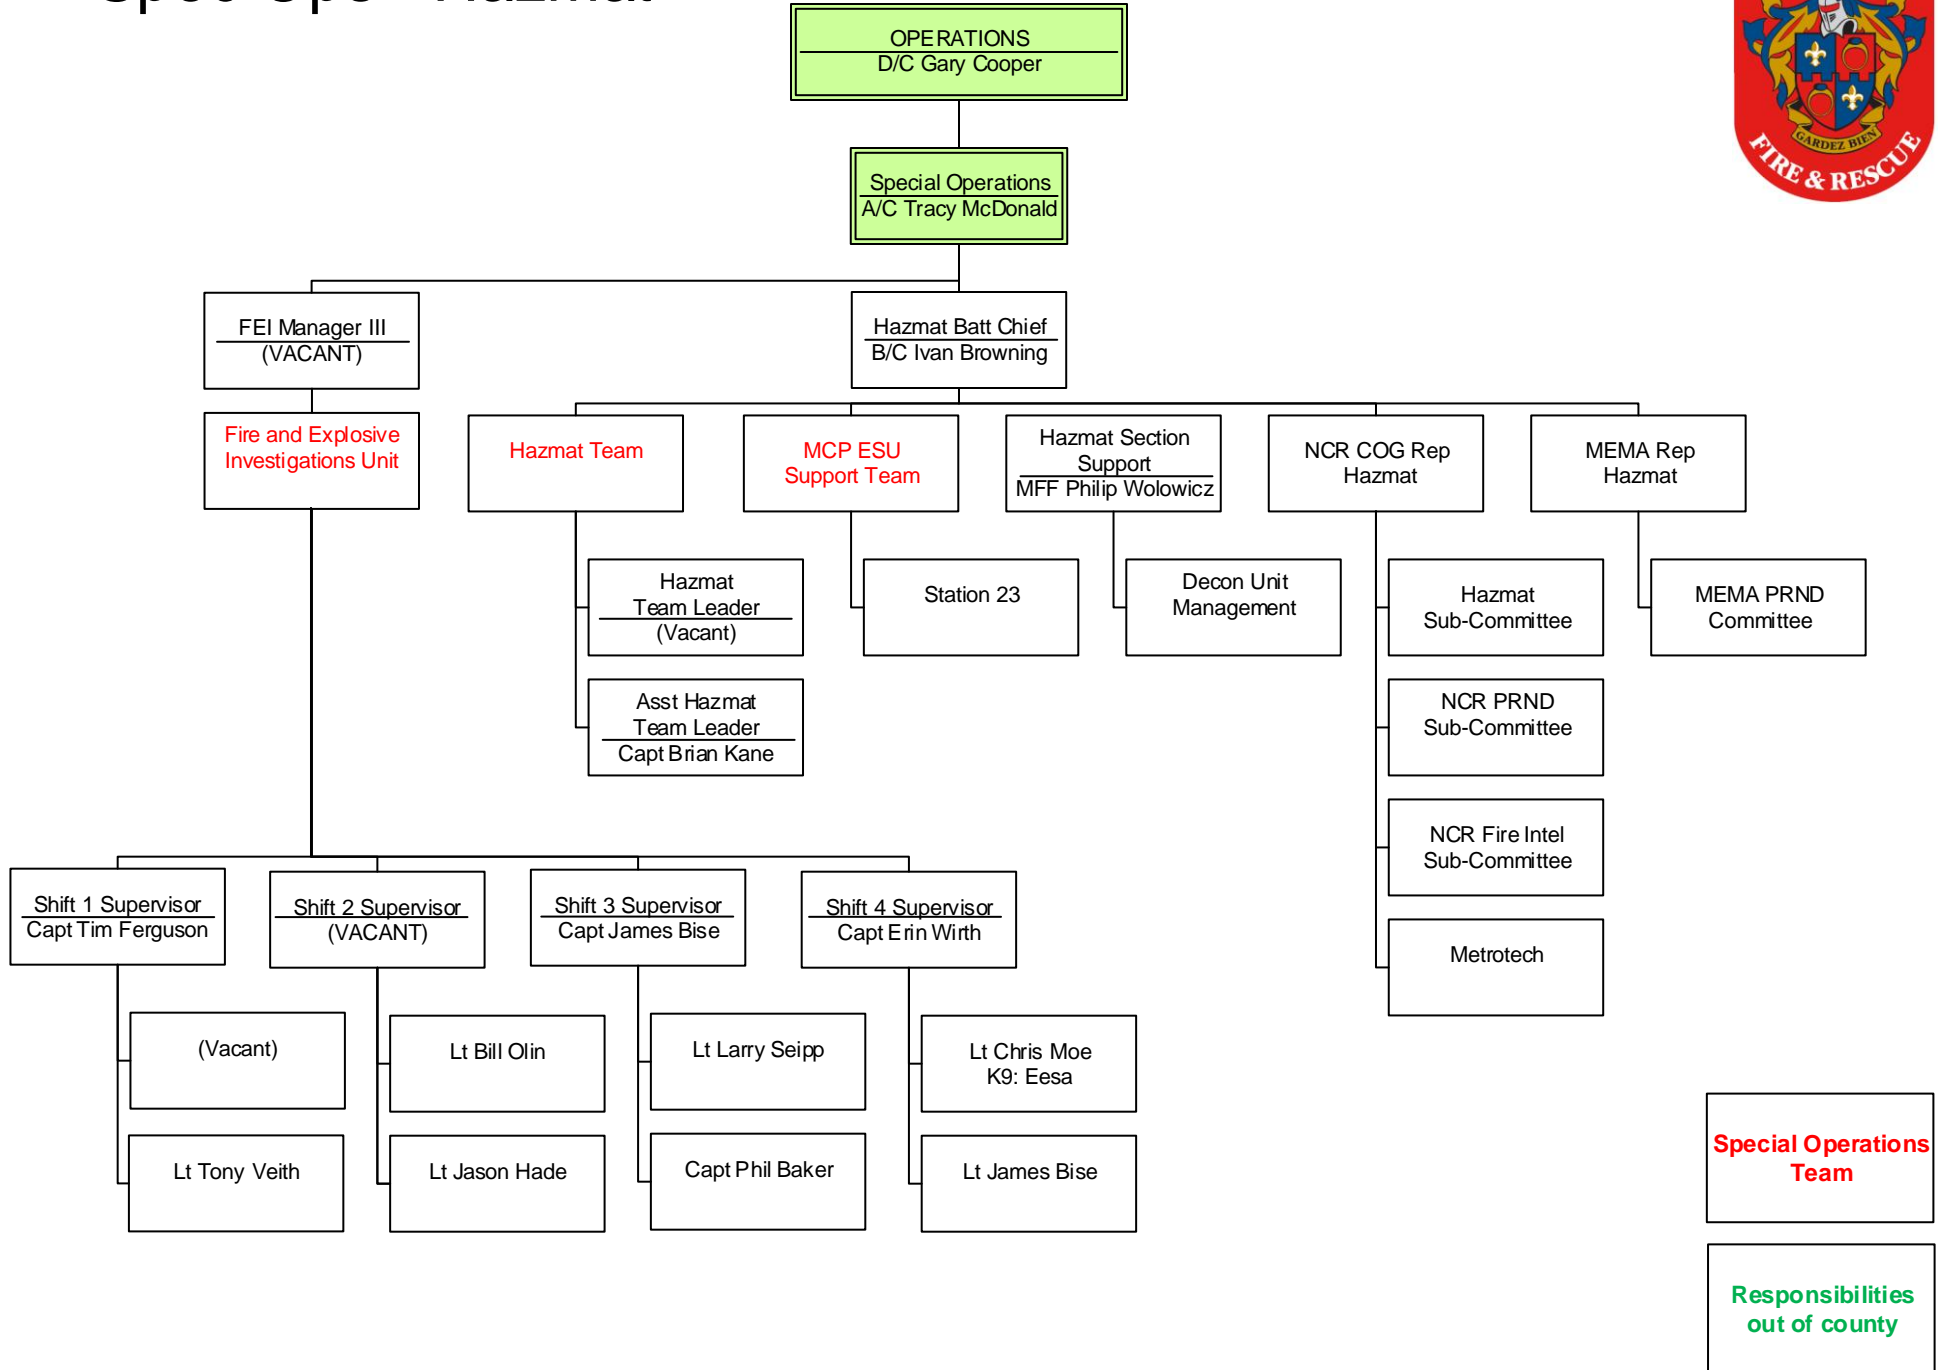 Spec Ops - Hazmat
OPERATIONS
D/C Gary Cooper
GARDEZ BIEN
FIRE & RESCUE
Special Operations
A/C Tracy McDonald
FEI Manager III
(VACANT)
Hazmat Batt Chief
B/C Ivan Browning
Fire and Explosive
Investigations Unit
Hazmat Team
MCP ESU
Support Team
Hazmat Section
Support
MFF Philip Wolowicz
NCR COG Rep
Hazmat
MEMA Rep
Hazmat
Hazmat
Team Leader
(Vacant)
Station 23
Decon Unit
Management
Hazmat
Sub-Committee
MEMA PRND
Committee
Asst Hazmat
Team Leader
Capt Brian Kane
NCR PRND
Sub-Committee
NCR Fire Intel
Sub-Committee
Metrotech
Shift 1 Supervisor
Capt Tim Ferguson
Shift 2 Supervisor
(VACANT)
Shift 3 Supervisor
Capt James Bise
Shift 4 Supervisor
Capt Erin Wirth
(Vacant)
Lt Bill Olin
Lt Larry Seipp
Lt Chris Moe
K9: Eesa
Lt Tony Veith
Lt Jason Hade
Capt Phil Baker
Lt James Bise
Special Operations
Team
Responsibilities
out of county